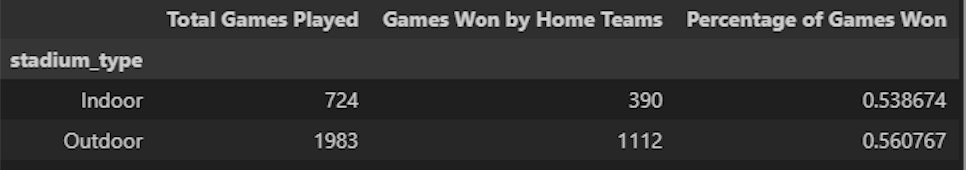 Total Games Played Games Won by Home Teams Percentage of Games Won
stadium_type
Indoor 724 390 0.538674
Outdoor 1983 1112 0.560767